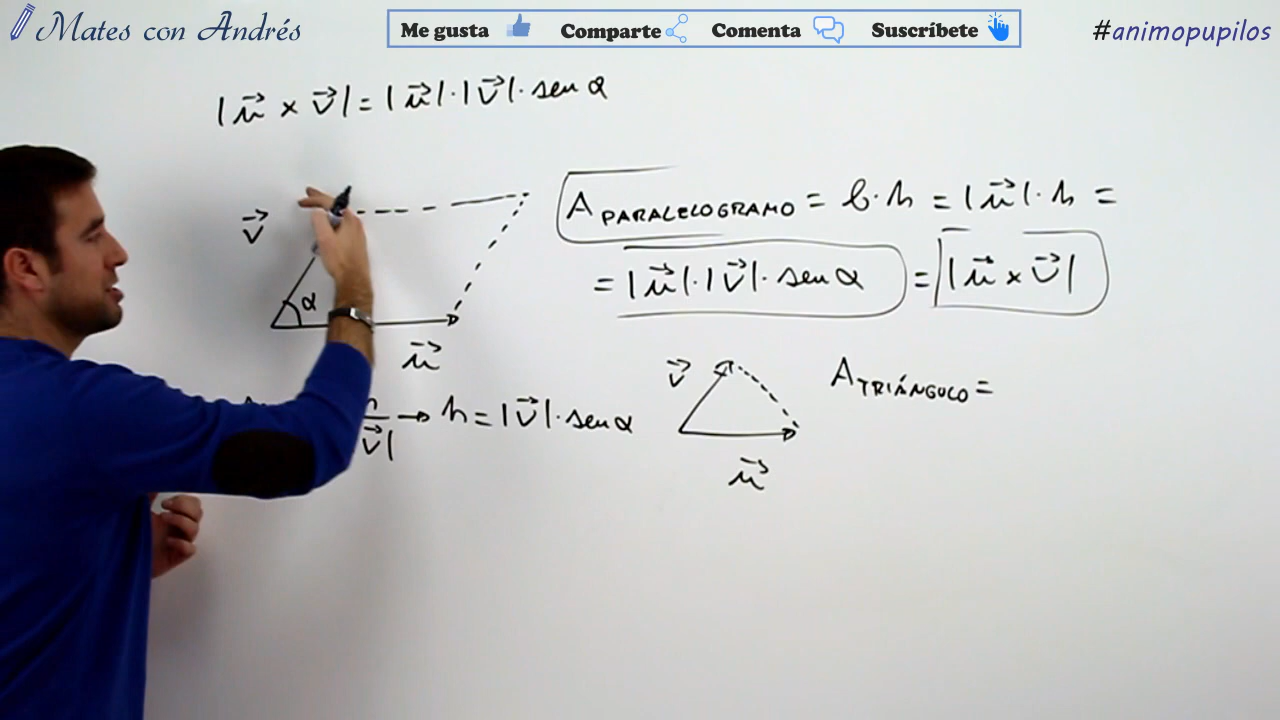 Mates con Andrés
Me gusta Comparte Comenta Suscríbete
#animopupilos
|u⃗ × v⃗| = |u⃗|·|v⃗|· sen α
v⃗
α
u⃗
A PARALELOGRAMO = b·h = |u⃗|·h =
= |u⃗|·|v⃗|· sen α = |u⃗ × v⃗|
v⃗|
→ h = |v⃗|· sen α
v⃗
u⃗
A TRIÁNGULO =